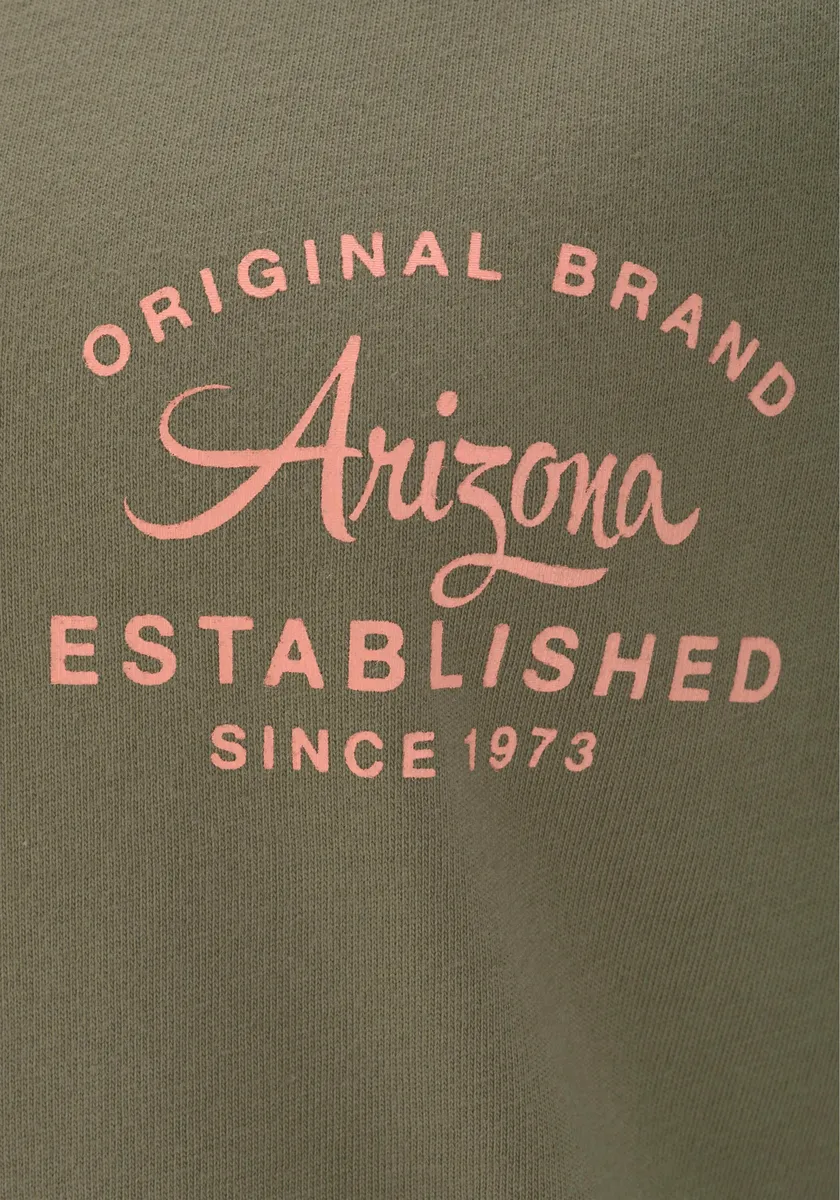 ORIGINAL BRAND
Arizona
ESTABLISHED
SINCE 1973